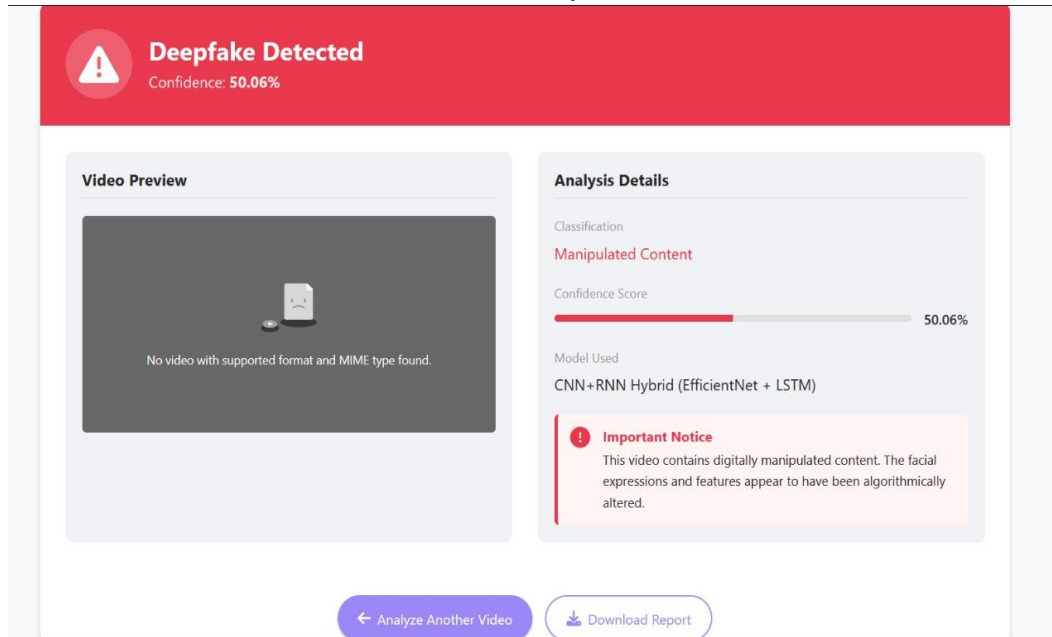 Deepfake Detected
Confidence: 50.06%
Video Preview
No video with supported format and MIME type found.
Analysis Details
Classification
Manipulated Content
Confidence Score
50.06%
Model Used
CNN+RNN Hybrid (EfficientNet + LSTM)
Important Notice
This video contains digitally manipulated content. The facial
expressions and features appear to have been algorithmically
altered.
Analyze Another Video
Download Report